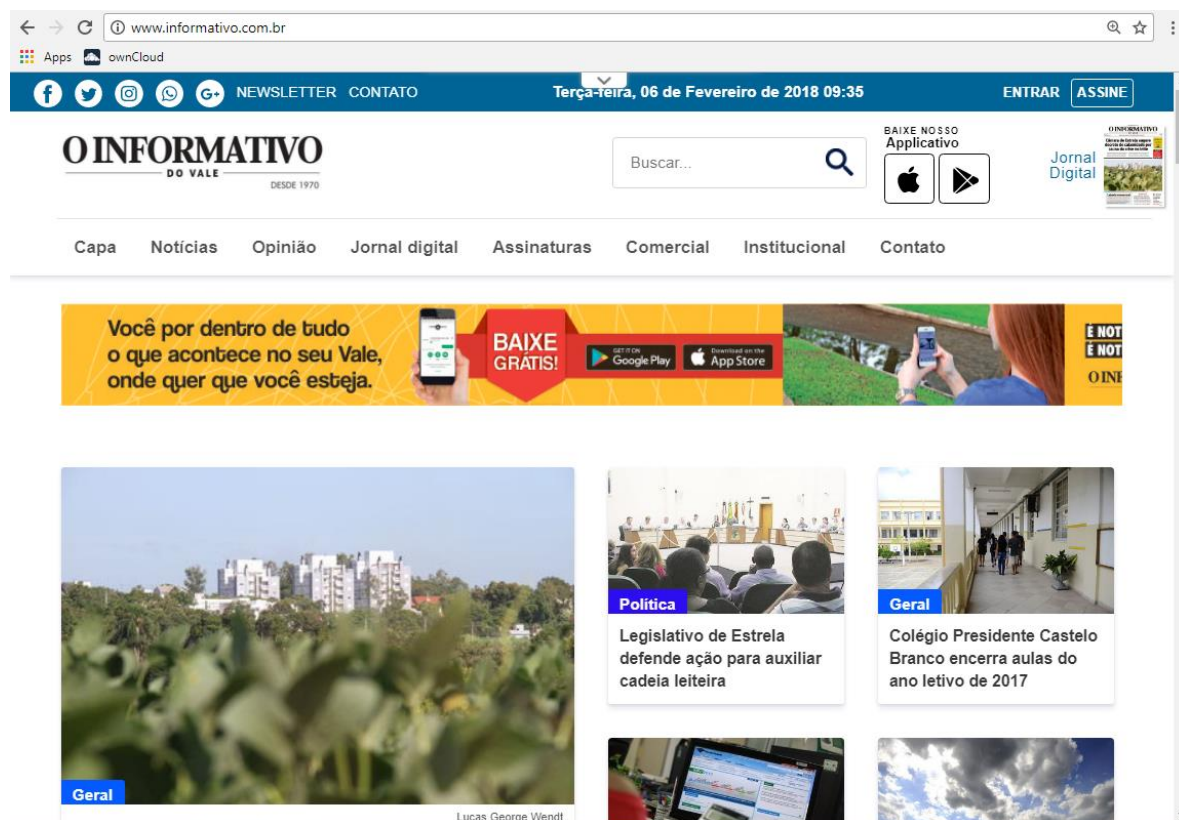 www.informativo.com.br
Apps ownCloud
NEWSLETTER CONTATO Terça-feira, 06 de Fevereiro de 2018 09:35 ENTRAR ASSINE
O INFORMATIVO
DO VALE
DESDE 1970
Buscar...
BAIXE NOSSO
Applicativo
Jornal
Digital
O INFORMATIVO
Capa Notícias Opinião Jornal digital Assinaturas Comercial Institucional Contato
Você por dentro de tudo
o que acontece no seu Vale,
onde quer que você esteja.
BAIXE
GRÁTIS!
GET IT ON
Google Play
Download on the
App Store
É NOT
É NOT
O INF
Geral
Lucas George Wendt
Política
Legislativo de Estrela
defende ação para auxiliar
cadeia leiteira
Geral
Colégio Presidente Castelo
Branco encerra aulas do
ano letivo de 2017